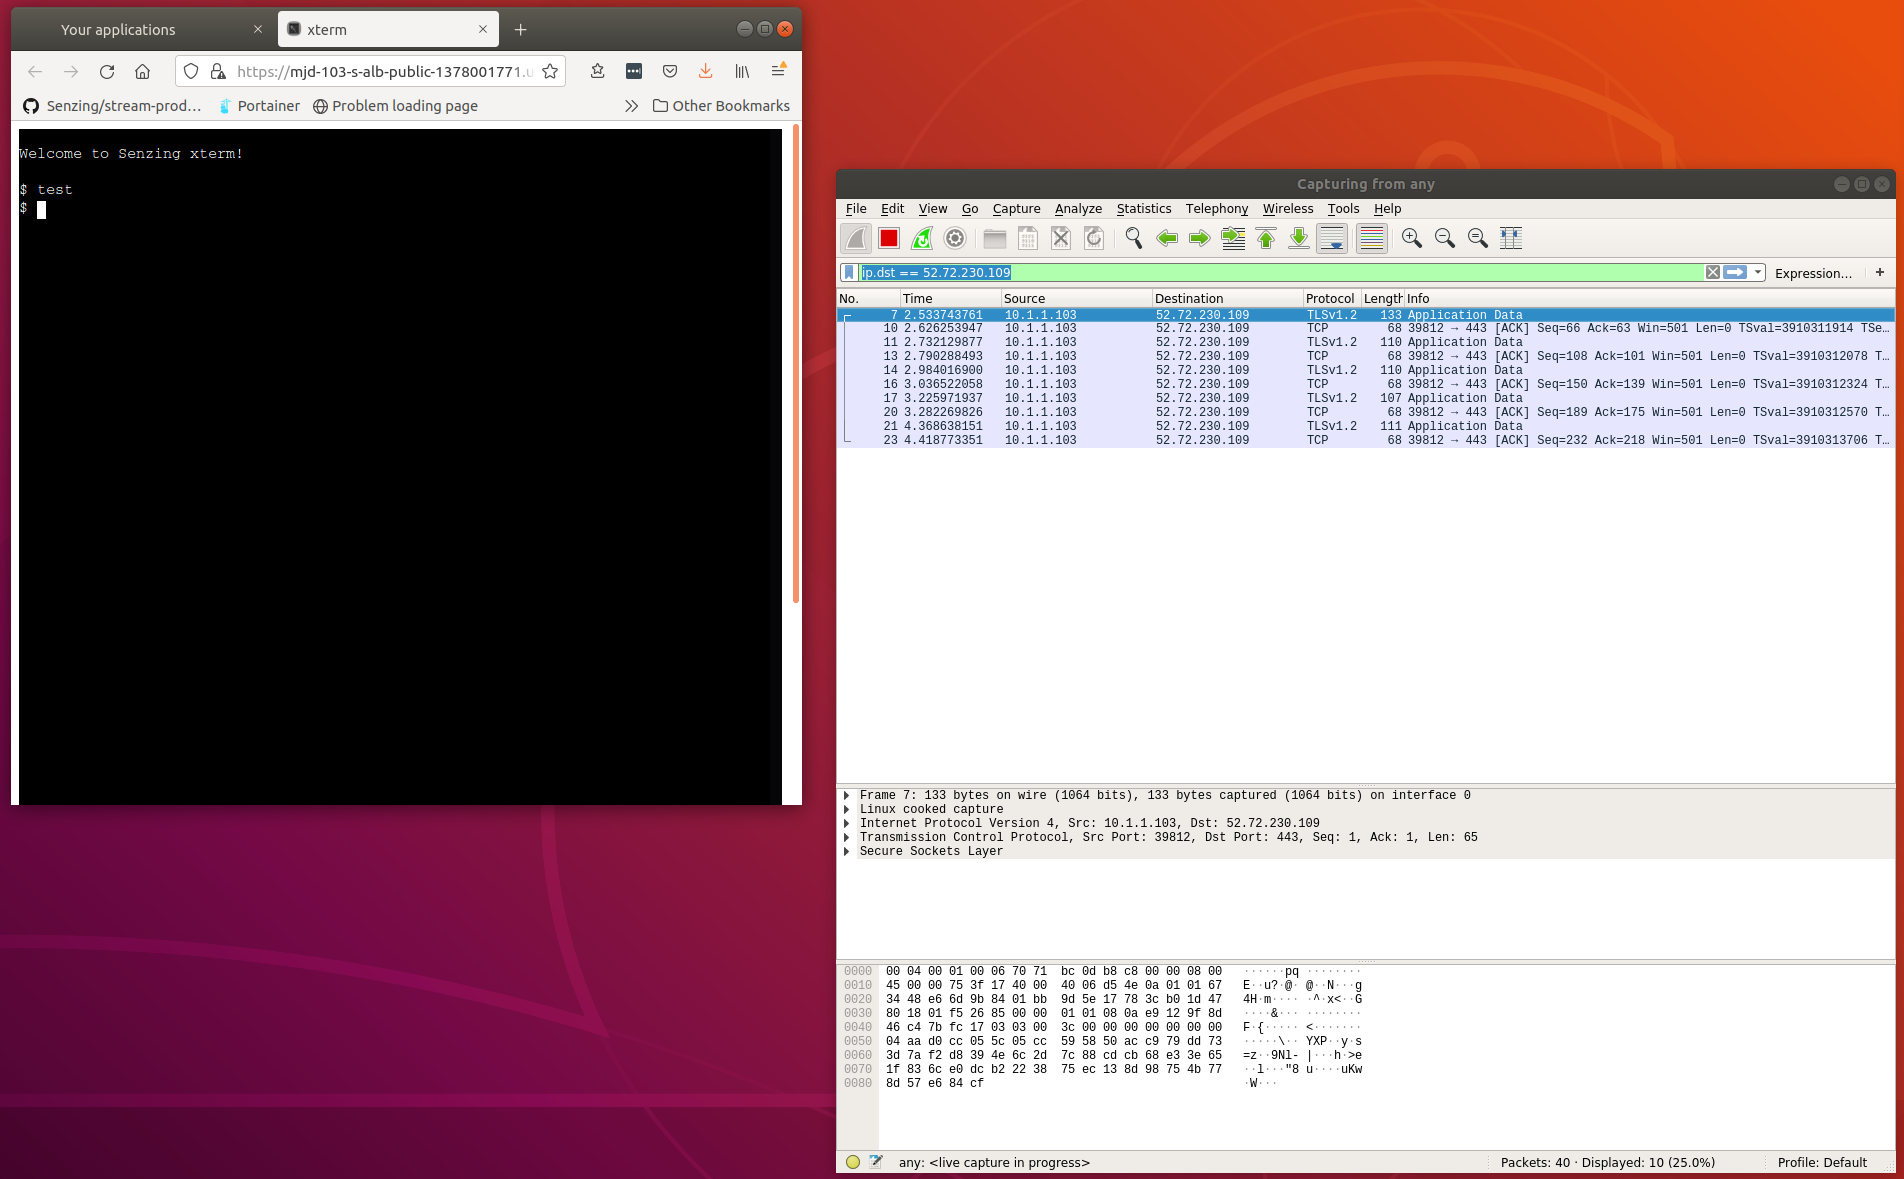 Your applications
xterm
https://mjd-103-s-alb-public-1378001771.u
Senzing/stream-prod...
Portainer
Problem loading page
Other Bookmarks
Welcome to Senzing xterm!
$ test
$
Capturing from any
File Edit View Go Capture Analyze Statistics Telephony Wireless Tools Help
ip.dst == 52.72.230.109
Expression...
+
No. Time Source Destination Protocol Length Info
7 2.533743761 10.1.1.103 52.72.230.109 TLSv1.2 133 Application Data
10 2.626253947 10.1.1.103 52.72.230.109 TCP 68 39812 → 443 [ACK] Seq=66 Ack=63 Win=501 Len=0 TSval=3910311914 TSe...
11 2.732129877 10.1.1.103 52.72.230.109 TLSv1.2 110 Application Data
13 2.790288493 10.1.1.103 52.72.230.109 TCP 68 39812 → 443 [ACK] Seq=108 Ack=101 Win=501 Len=0 TSval=3910312078 T...
14 2.984016900 10.1.1.103 52.72.230.109 TLSv1.2 110 Application Data
16 3.036522058 10.1.1.103 52.72.230.109 TCP 68 39812 → 443 [ACK] Seq=150 Ack=139 Win=501 Len=0 TSval=3910312324 T...
17 3.225971937 10.1.1.103 52.72.230.109 TLSv1.2 107 Application Data
20 3.282269826 10.1.1.103 52.72.230.109 TCP 68 39812 → 443 [ACK] Seq=189 Ack=175 Win=501 Len=0 TSval=3910312570 T...
21 4.368638151 10.1.1.103 52.72.230.109 TLSv1.2 111 Application Data
23 4.418773351 10.1.1.103 52.72.230.109 TCP 68 39812 → 443 [ACK] Seq=232 Ack=218 Win=501 Len=0 TSval=3910313706 T...
Frame 7: 133 bytes on wire (1064 bits), 133 bytes captured (1064 bits) on interface 0
Linux cooked capture
Internet Protocol Version 4, Src: 10.1.1.103, Dst: 52.72.230.109
Transmission Control Protocol, Src Port: 39812, Dst Port: 443, Seq: 1, Ack: 1, Len: 65
Secure Sockets Layer
0000 00 04 00 01 00 06 70 71 bc 0d b8 c8 00 00 08 00 ······pq ········
0010 45 00 00 75 3f 17 40 00 40 06 d5 4e 0a 01 01 67 E··u?·@· @··N···g
0020 34 48 e6 6d 9b 84 01 bb 9d 5e 17 78 3c b0 1d 47 4H·m···· ·^·x<··G
0030 80 18 01 f5 26 85 00 00 01 01 08 0a e9 12 9f 8d ····&··· ········
0040 46 c4 7b fc 17 03 03 00 3c 00 00 00 00 00 00 00 F·{····· <·······
0050 04 aa d0 cc 05 5c 05 cc 59 58 50 ac c9 79 dd 73 ·····\·· YXP··y·s
0060 3d 7a f2 d8 39 4e 6c 2d 7c 88 cd cb 68 e3 3e 65 =z··9Nl- |···h·>e
0070 1f 83 6c e0 dc b2 22 38 75 ec 13 8d 98 75 4b 77 ··l···"8 u····uKw
0080 8d 57 e6 84 cf ·W···
any: <live capture in progress>
Packets: 40 · Displayed: 10 (25.0%)
Profile: Default